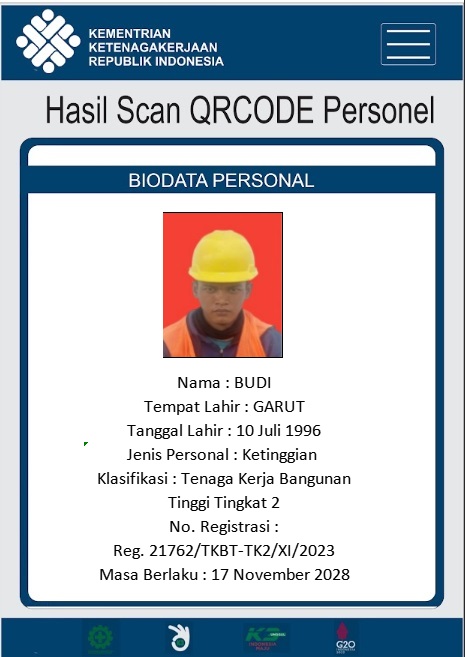 KEMENTRIAN
KETENAGAKERJAAN
REPUBLIK INDONESIA
Hasil Scan QRCODE Personel
BIODATA PERSONAL
Nama : BUDI
Tempat Lahir : GARUT
Tanggal Lahir : 10 Juli 1996
Jenis Personal : Ketinggian
Klasifikasi : Tenaga Kerja Bangunan
Tinggi Tingkat 2
No. Registrasi :
Reg. 21762/TKBT-TK2/XI/2023
Masa Berlaku : 17 November 2028
K3
G20